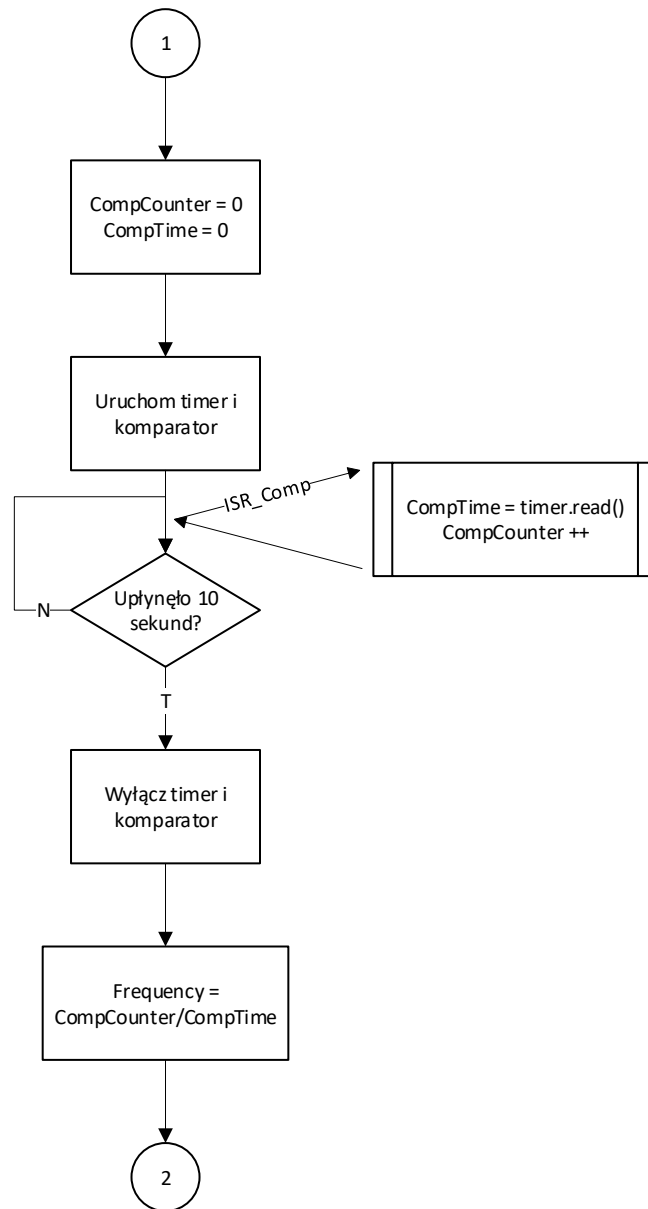 1
CompCounter = 0
CompTime = 0
Uruchom timer i
komparator
ISR_Comp
CompTime = timer.read()
CompCounter ++
Upłynęło 10
sekund?
N
T
Wyłącz timer i
komparator
Frequency =
CompCounter/CompTime
2